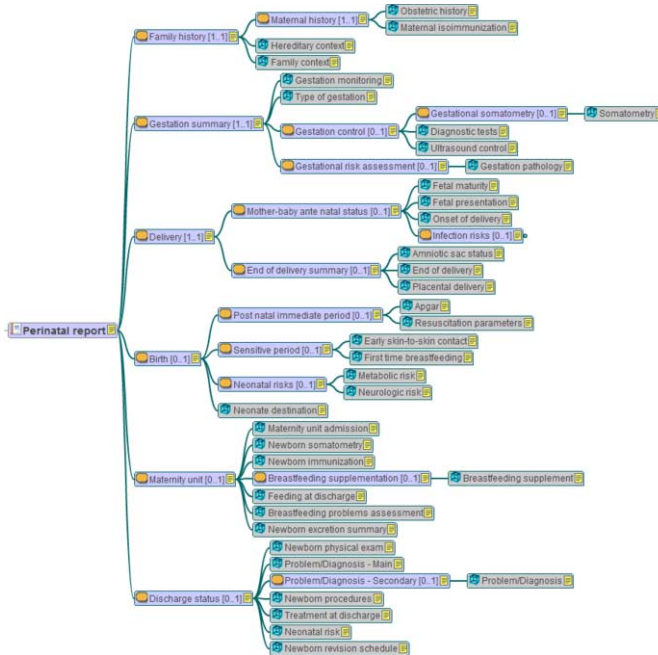 Perinatal report
Family history [1..1]
Maternal history [1..1]
Obstetric history
Maternal isoimmunization
Hereditary context
Family context
Gestation summary [1..1]
Gestation monitoring
Type of gestation
Gestation control [0..1]
Gestational somatometry [0..1]
Somatometry
Diagnostic tests
Ultrasound control
Gestational risk assessment [0..1]
Gestation pathology
Delivery [1..1]
Mother-baby ante natal status [0..1]
Fetal maturity
Fetal presentation
Onset of delivery
Infection risks [0..1]
End of delivery summary [0..1]
Amniotic sac status
End of delivery
Placental delivery
Birth [0..1]
Post natal immediate period [0..1]
Apgar
Resuscitation parameters
Sensitive period [0..1]
Early skin-to-skin contact
First time breastfeeding
Neonatal risks [0..1]
Metabolic risk
Neurologic risk
Neonate destination
Maternity unit [0..1]
Maternity unit admission
Newborn somatometry
Newborn immunization
Breastfeeding supplementation [0..1]
Breastfeeding supplement
Feeding at discharge
Breastfeeding problems assessment
Newborn excretion summary
Discharge status [0..1]
Newborn physical exam
Problem/Diagnosis - Main
Problem/Diagnosis - Secondary [0..1]
Problem/Diagnosis
Newborn procedures
Treatment at discharge
Neonatal risk
Newborn revision schedule